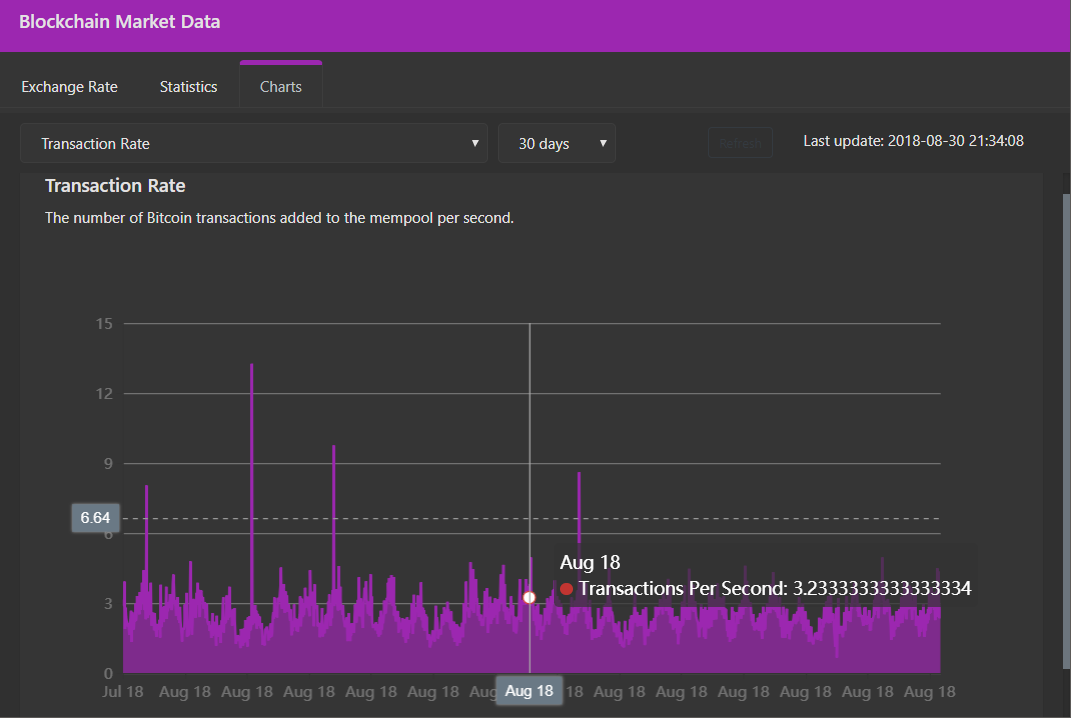 Blockchain Market Data
Exchange Rate Statistics Charts
Transaction Rate ▼ 30 days ▼ Refresh Last update: 2018-08-30 21:34:08
Transaction Rate
The number of Bitcoin transactions added to the mempool per second.
15
12
9
6.64
6
Aug 18
Transactions Per Second: 3.2333333333333334
3
0
Jul 18 Aug 18 Aug 18 Aug 18 Aug 18 Aug 18 Aug Aug 18 18 Aug 18 Aug 18 Aug 18 Aug 18 Aug 18 Aug 18